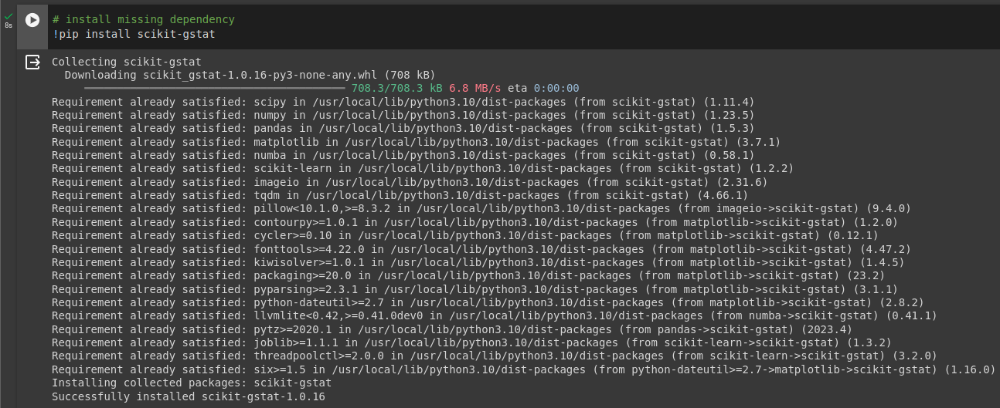 8s
# install missing dependency
!pip install scikit-gstat
Collecting scikit-gstat
Downloading scikit_gstat-1.0.16-py3-none-any.whl (708 kB)
708.3/708.3 kB 6.8 MB/s eta 0:00:00
Requirement already satisfied: scipy in /usr/local/lib/python3.10/dist-packages (from scikit-gstat) (1.11.4)
Requirement already satisfied: numpy in /usr/local/lib/python3.10/dist-packages (from scikit-gstat) (1.23.5)
Requirement already satisfied: pandas in /usr/local/lib/python3.10/dist-packages (from scikit-gstat) (1.5.3)
Requirement already satisfied: matplotlib in /usr/local/lib/python3.10/dist-packages (from scikit-gstat) (3.7.1)
Requirement already satisfied: numba in /usr/local/lib/python3.10/dist-packages (from scikit-gstat) (0.58.1)
Requirement already satisfied: scikit-learn in /usr/local/lib/python3.10/dist-packages (from scikit-gstat) (1.2.2)
Requirement already satisfied: imageio in /usr/local/lib/python3.10/dist-packages (from scikit-gstat) (2.31.6)
Requirement already satisfied: tqdm in /usr/local/lib/python3.10/dist-packages (from scikit-gstat) (4.66.1)
Requirement already satisfied: pillow<10.1.0,>=8.3.2 in /usr/local/lib/python3.10/dist-packages (from imageio->scikit-gstat) (9.4.0)
Requirement already satisfied: contourpy>=1.0.1 in /usr/local/lib/python3.10/dist-packages (from matplotlib->scikit-gstat) (1.2.0)
Requirement already satisfied: cycler>=0.10 in /usr/local/lib/python3.10/dist-packages (from matplotlib->scikit-gstat) (0.12.1)
Requirement already satisfied: fonttools>=4.22.0 in /usr/local/lib/python3.10/dist-packages (from matplotlib->scikit-gstat) (4.47.2)
Requirement already satisfied: kiwisolver>=1.0.1 in /usr/local/lib/python3.10/dist-packages (from matplotlib->scikit-gstat) (1.4.5)
Requirement already satisfied: packaging>=20.0 in /usr/local/lib/python3.10/dist-packages (from matplotlib->scikit-gstat) (23.2)
Requirement already satisfied: pyparsing>=2.3.1 in /usr/local/lib/python3.10/dist-packages (from matplotlib->scikit-gstat) (3.1.1)
Requirement already satisfied: python-dateutil>=2.7 in /usr/local/lib/python3.10/dist-packages (from matplotlib->scikit-gstat) (2.8.2)
Requirement already satisfied: llvmlite<0.42,>=0.41.0dev0 in /usr/local/lib/python3.10/dist-packages (from numba->scikit-gstat) (0.41.1)
Requirement already satisfied: pytz>=2020.1 in /usr/local/lib/python3.10/dist-packages (from pandas->scikit-gstat) (2023.4)
Requirement already satisfied: joblib>=1.1.1 in /usr/local/lib/python3.10/dist-packages (from scikit-learn->scikit-gstat) (1.3.2)
Requirement already satisfied: threadpoolctl>=2.0.0 in /usr/local/lib/python3.10/dist-packages (from scikit-learn->scikit-gstat) (3.2.0)
Requirement already satisfied: six>=1.5 in /usr/local/lib/python3.10/dist-packages (from python-dateutil>=2.7->matplotlib->scikit-gstat) (1.16.0)
Installing collected packages: scikit-gstat
Successfully installed scikit-gstat-1.0.16